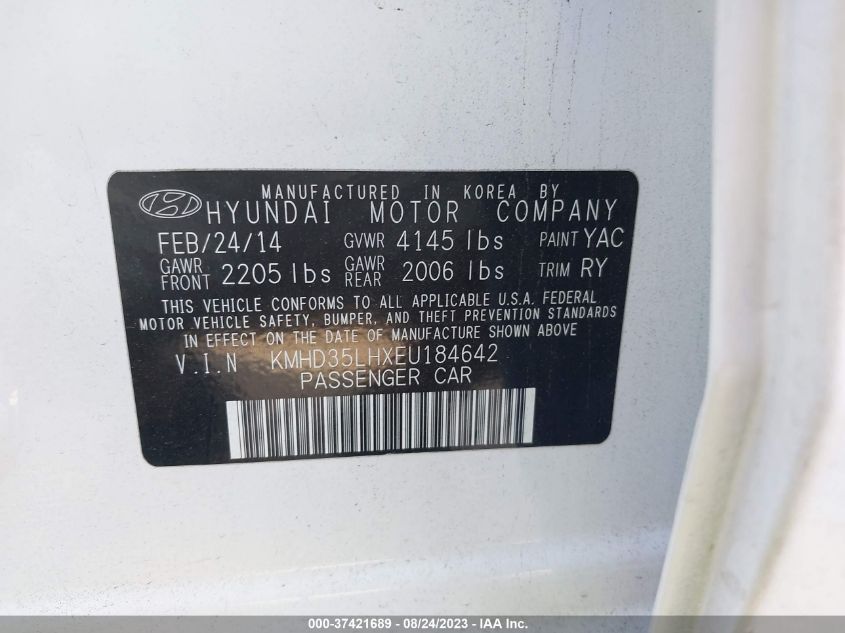 MANUFACTURED IN KOREA BY
HYUNDAI MOTOR COMPANY
FEB/24/14 GVWR 4145 lbs PAINT YAC
GAWR FRONT 2205 lbs GAWR REAR 2006 lbs TRIM RY
THIS VEHICLE CONFORMS TO ALL APPLICABLE U.S.A. FEDERAL
MOTOR VEHICLE SAFETY, BUMPER, AND THEFT PREVENTION STANDARDS
IN EFFECT ON THE DATE OF MANUFACTURE SHOWN ABOVE
V.I.N KMHD35LHXEU184642
PASSENGER CAR
000-37421689 - 08/24/2023 - IAA Inc.